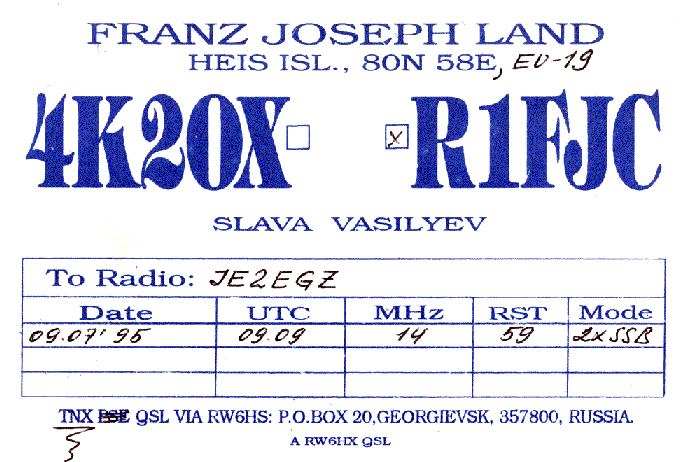 FRANZ JOSEPH LAND
HEIS ISL., 80N 58E, EU-19
4K2OX ☐ ☒ R1FJC
SLAVA VASILYEV
To Radio: JE2EGZ
Date UTC MHz RST Mode
09.07'95 09.09 14 59 2xSSB
TNX PSE QSL VIA RW6HS: P.O.BOX 20,GEORGIEVSK, 357800, RUSSIA.
A RW6HX QSL